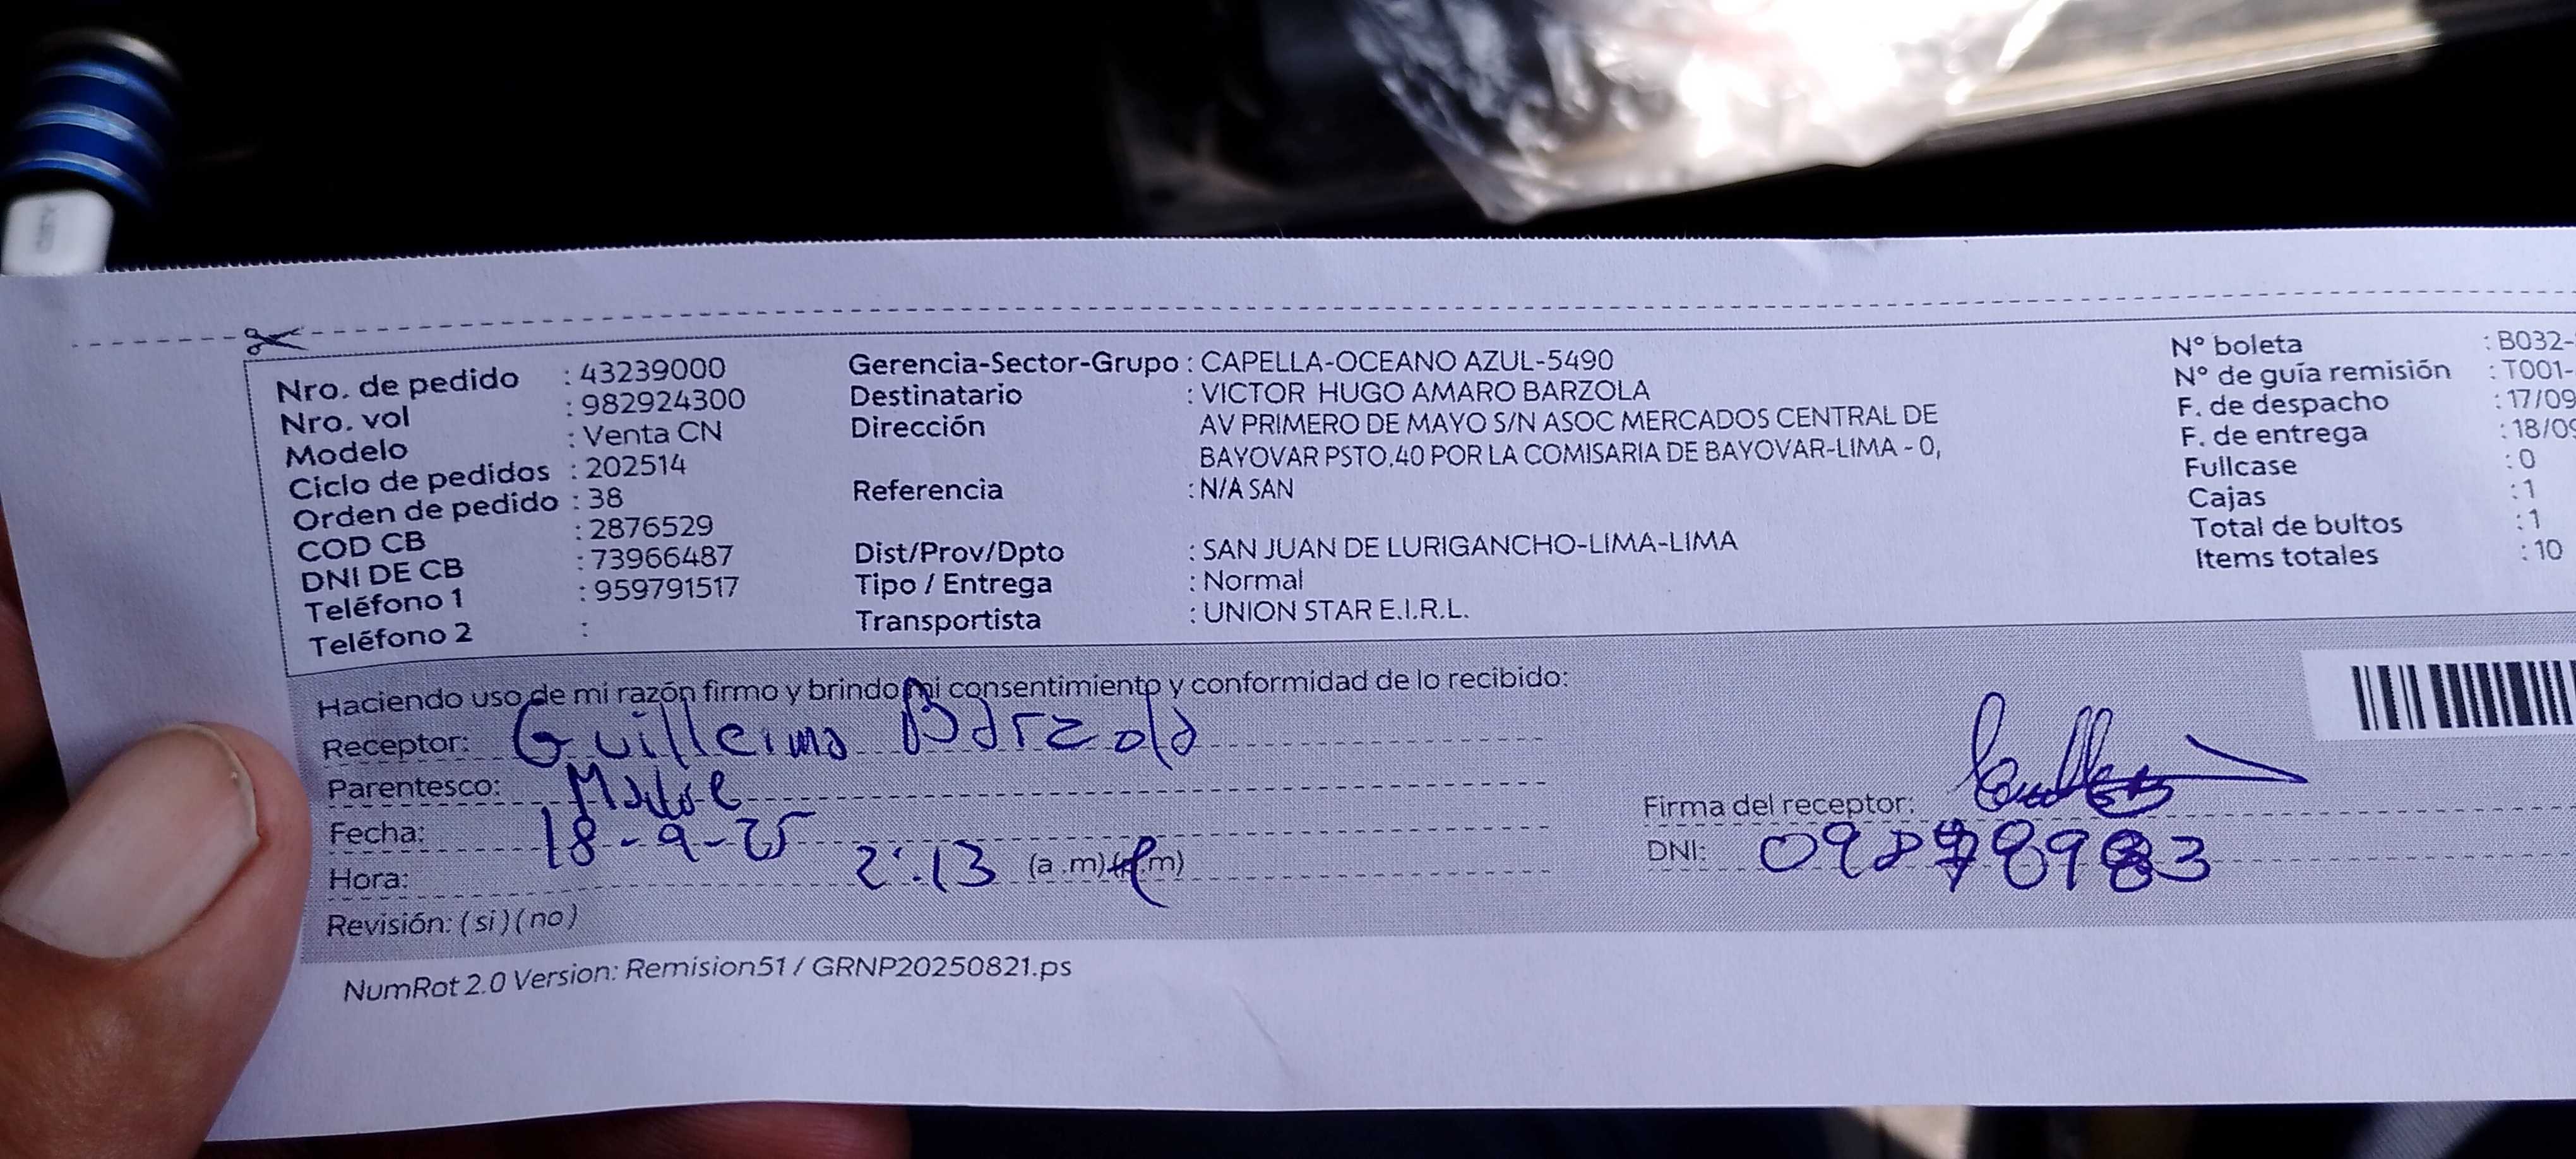 Nro. de pedido : 43239000
Nro. vol : 982924300
Modelo : Venta CN
Ciclo de pedidos : 202514
Orden de pedido : 38
COD CB : 2876529
DNI DE CB : 73966487
Teléfono 1 : 959791517
Teléfono 2 :
Gerencia-Sector-Grupo : CAPELLA-OCEANO AZUL-5490
Destinatario : VICTOR HUGO AMARO BARZOLA
Dirección AV PRIMERO DE MAYO S/N ASOC MERCADOS CENTRAL DE
BAYOVAR PSTO.40 POR LA COMISARIA DE BAYOVAR-LIMA - 0,
Referencia : N/A SAN
Dist/Prov/Dpto : SAN JUAN DE LURIGANCHO-LIMA-LIMA
Tipo / Entrega : Normal
Transportista : UNION STAR E.I.R.L.
N° boleta : B032-
N° de guía remisión : T001-
F. de despacho : 17/09
F. de entrega : 18/09
Fullcase : 0
Cajas : 1
Total de bultos : 1
Items totales : 10
Haciendo uso de mi razón firmo y brindo mi consentimiento y conformidad de lo recibido:
Receptor: Guillermo Barzola
Parentesco: Madre
Fecha: 18-9-25
Hora: 2:13 (a.m)(p.m)
Revisión: (si)(no)
Firma del receptor:
DNI:
NumRot 2.0 Version: Remision51 / GRNP20250821.ps